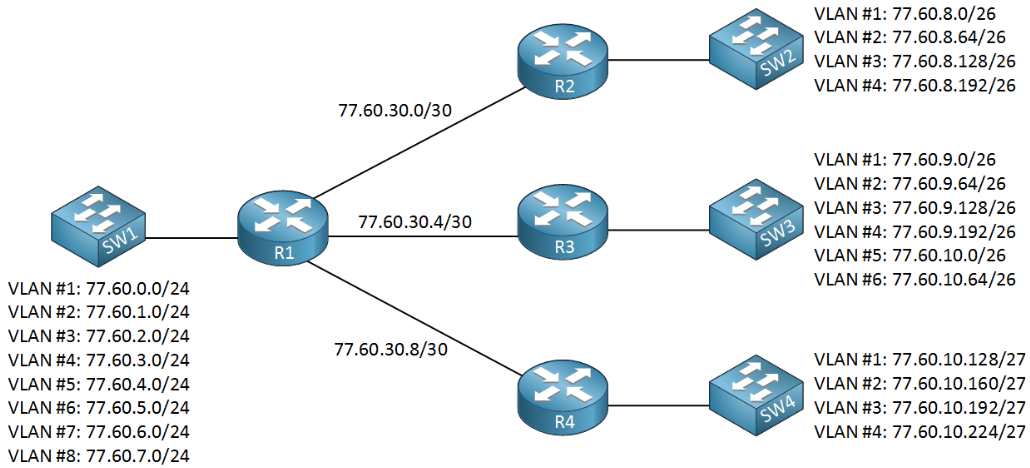 VLAN #1: 77.60.8.0/26
VLAN #2: 77.60.8.64/26
VLAN #3: 77.60.8.128/26
VLAN #4: 77.60.8.192/26
SW2
R2
77.60.30.0/30
VLAN #1: 77.60.9.0/26
VLAN #2: 77.60.9.64/26
VLAN #3: 77.60.9.128/26
VLAN #4: 77.60.9.192/26
VLAN #5: 77.60.10.0/26
VLAN #6: 77.60.10.64/26
SW3
R3
77.60.30.4/30
SW1
R1
VLAN #1: 77.60.0.0/24
VLAN #2: 77.60.1.0/24
VLAN #3: 77.60.2.0/24
VLAN #4: 77.60.3.0/24
VLAN #5: 77.60.4.0/24
VLAN #6: 77.60.5.0/24
VLAN #7: 77.60.6.0/24
VLAN #8: 77.60.7.0/24
77.60.30.8/30
R4
SW4
VLAN #1: 77.60.10.128/27
VLAN #2: 77.60.10.160/27
VLAN #3: 77.60.10.192/27
VLAN #4: 77.60.10.224/27